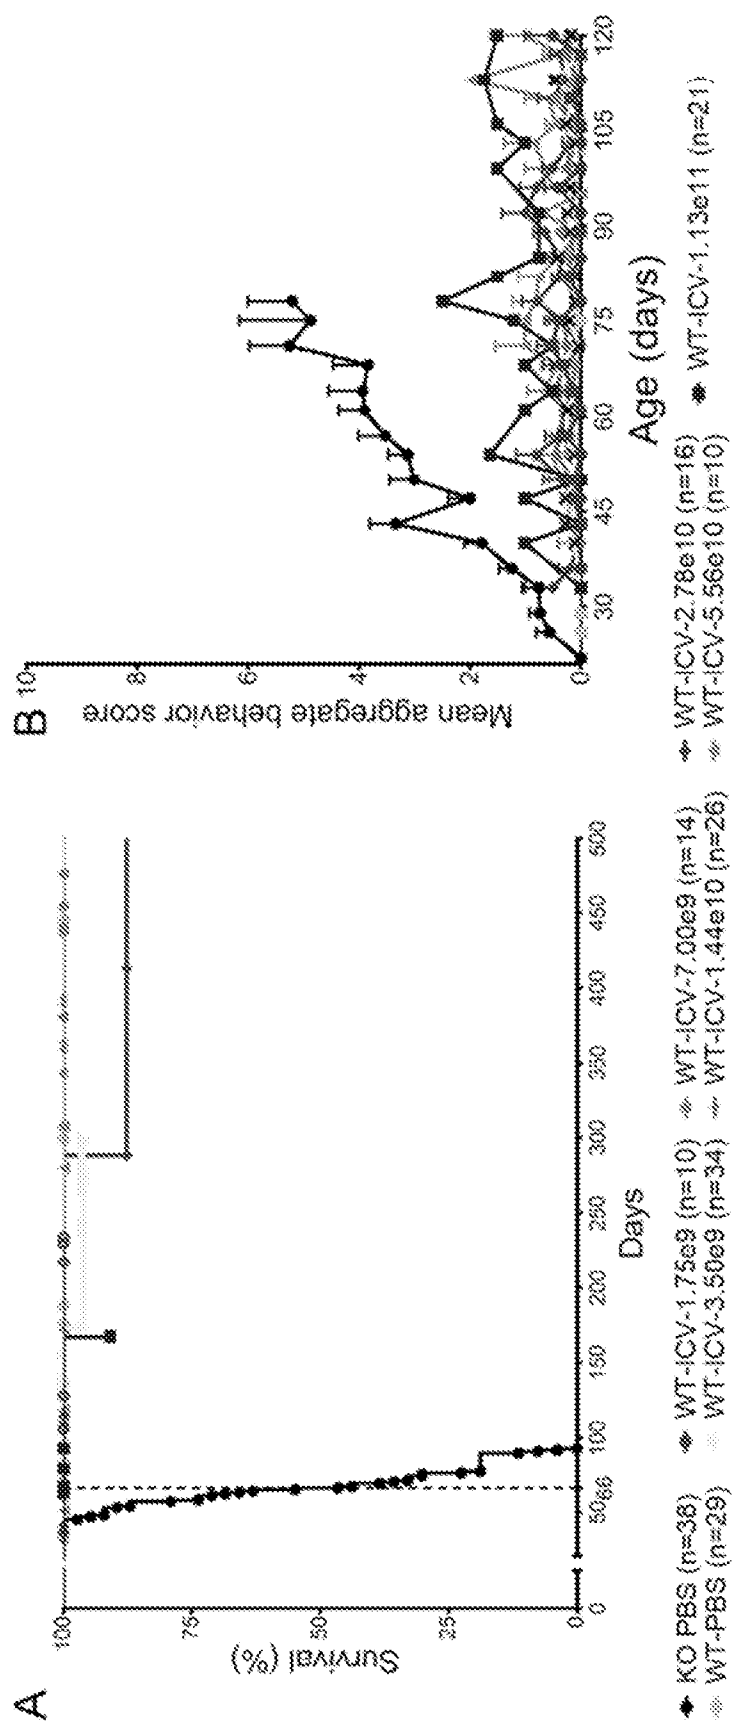 A
Survival (%)
100
75
50
25
0
0
50
66
100
150
200
250
300
350
400
450
500
Days
B
Mean aggregate behavior score
10
8
6
4
2
0
30
45
60
75
90
105
120
Age (days)
KO PBS (n=38)
WT-ICV-1.75e9 (n=10)
WT-ICV-7.00e9 (n=14)
WT-ICV-2.78e10 (n=16)
WT-ICV-1.13e11 (n=21)
WT-PBS (n=29)
WT-ICV-3.50e9 (n=34)
WT-ICV-1.44e10 (n=26)
WT-ICV-5.56e10 (n=10)